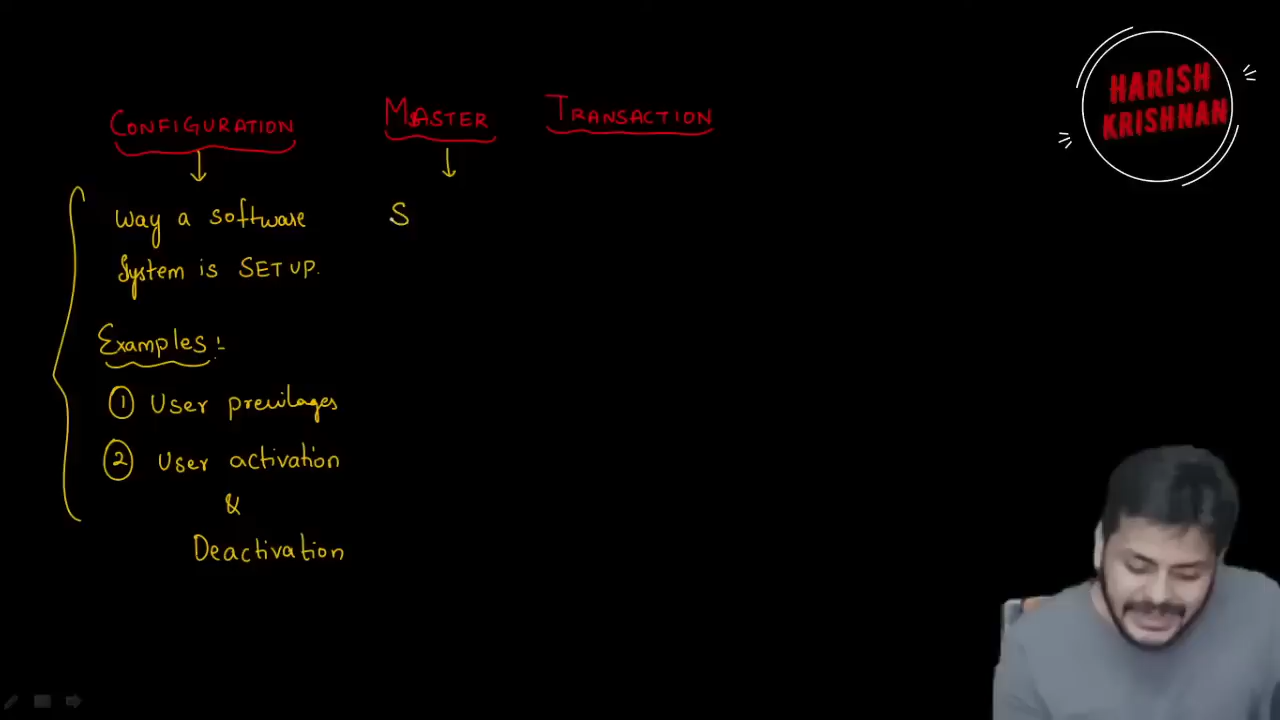 HARISH
KRISHNAN
CONFIGURATION MASTER TRANSACTION
Way a software S
System is SETUP.
Examples:-
① User previlages
② User activation
&
Deactivation